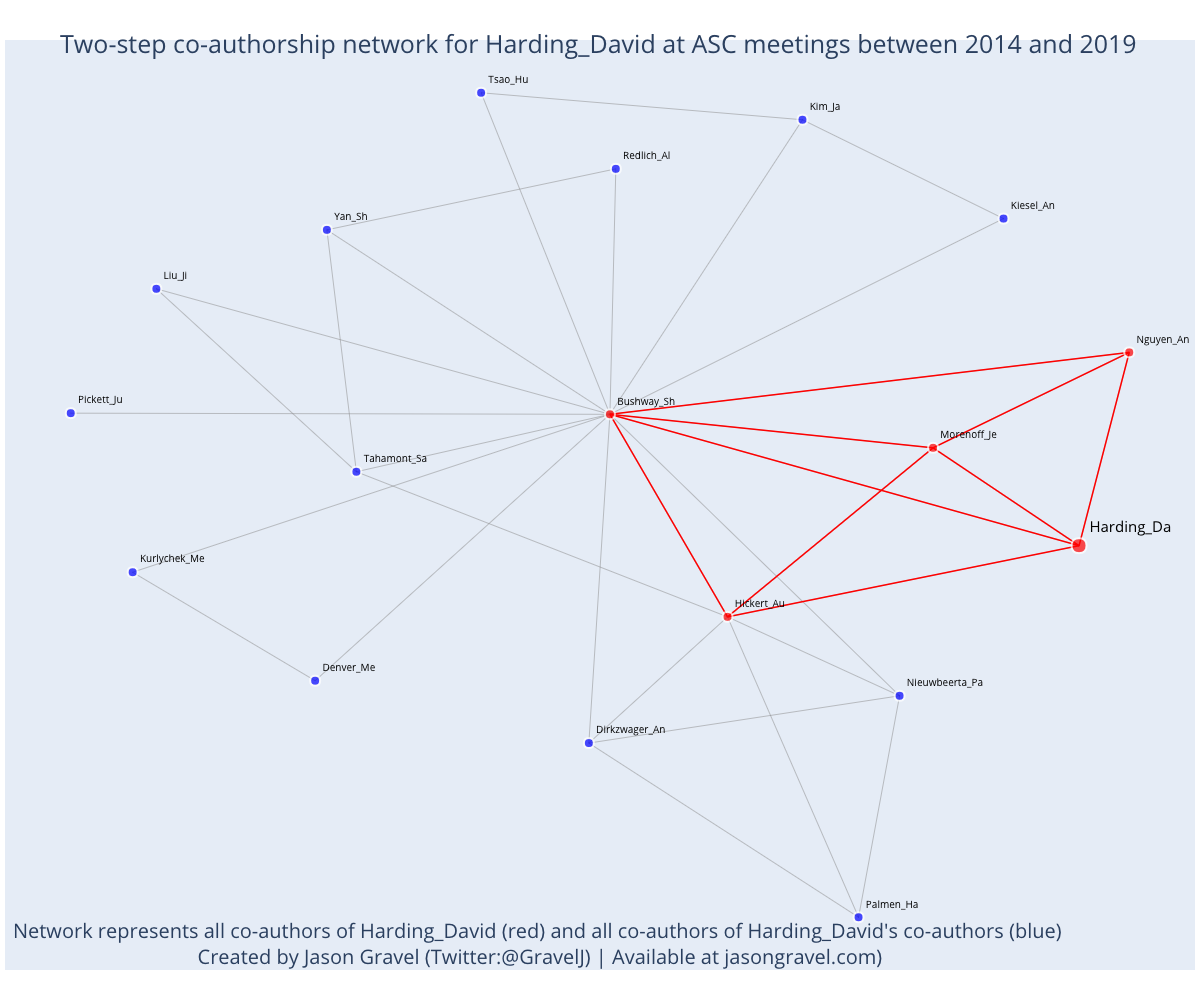 Two-step co-authorship network for Harding_David at ASC meetings between 2014 and 2019
Tsao_Hu
Kim_Ja
Redlich_Al
Kiesel_An
Yan_Sh
Liu_Ji
Nguyen_An
Pickett_Ju
Bushway_Sh
Morenoff_Je
Tahamont_Sa
Harding_Da
Kurlychek_Me
Hickert_Au
Denver_Me
Nieuwbeerta_Pa
Dirkzwager_An
Palmen_Ha
Network represents all co-authors of Harding_David (red) and all co-authors of Harding_David's co-authors (blue)
Created by Jason Gravel (Twitter:@GravelJ) | Available at jasongravel.com)